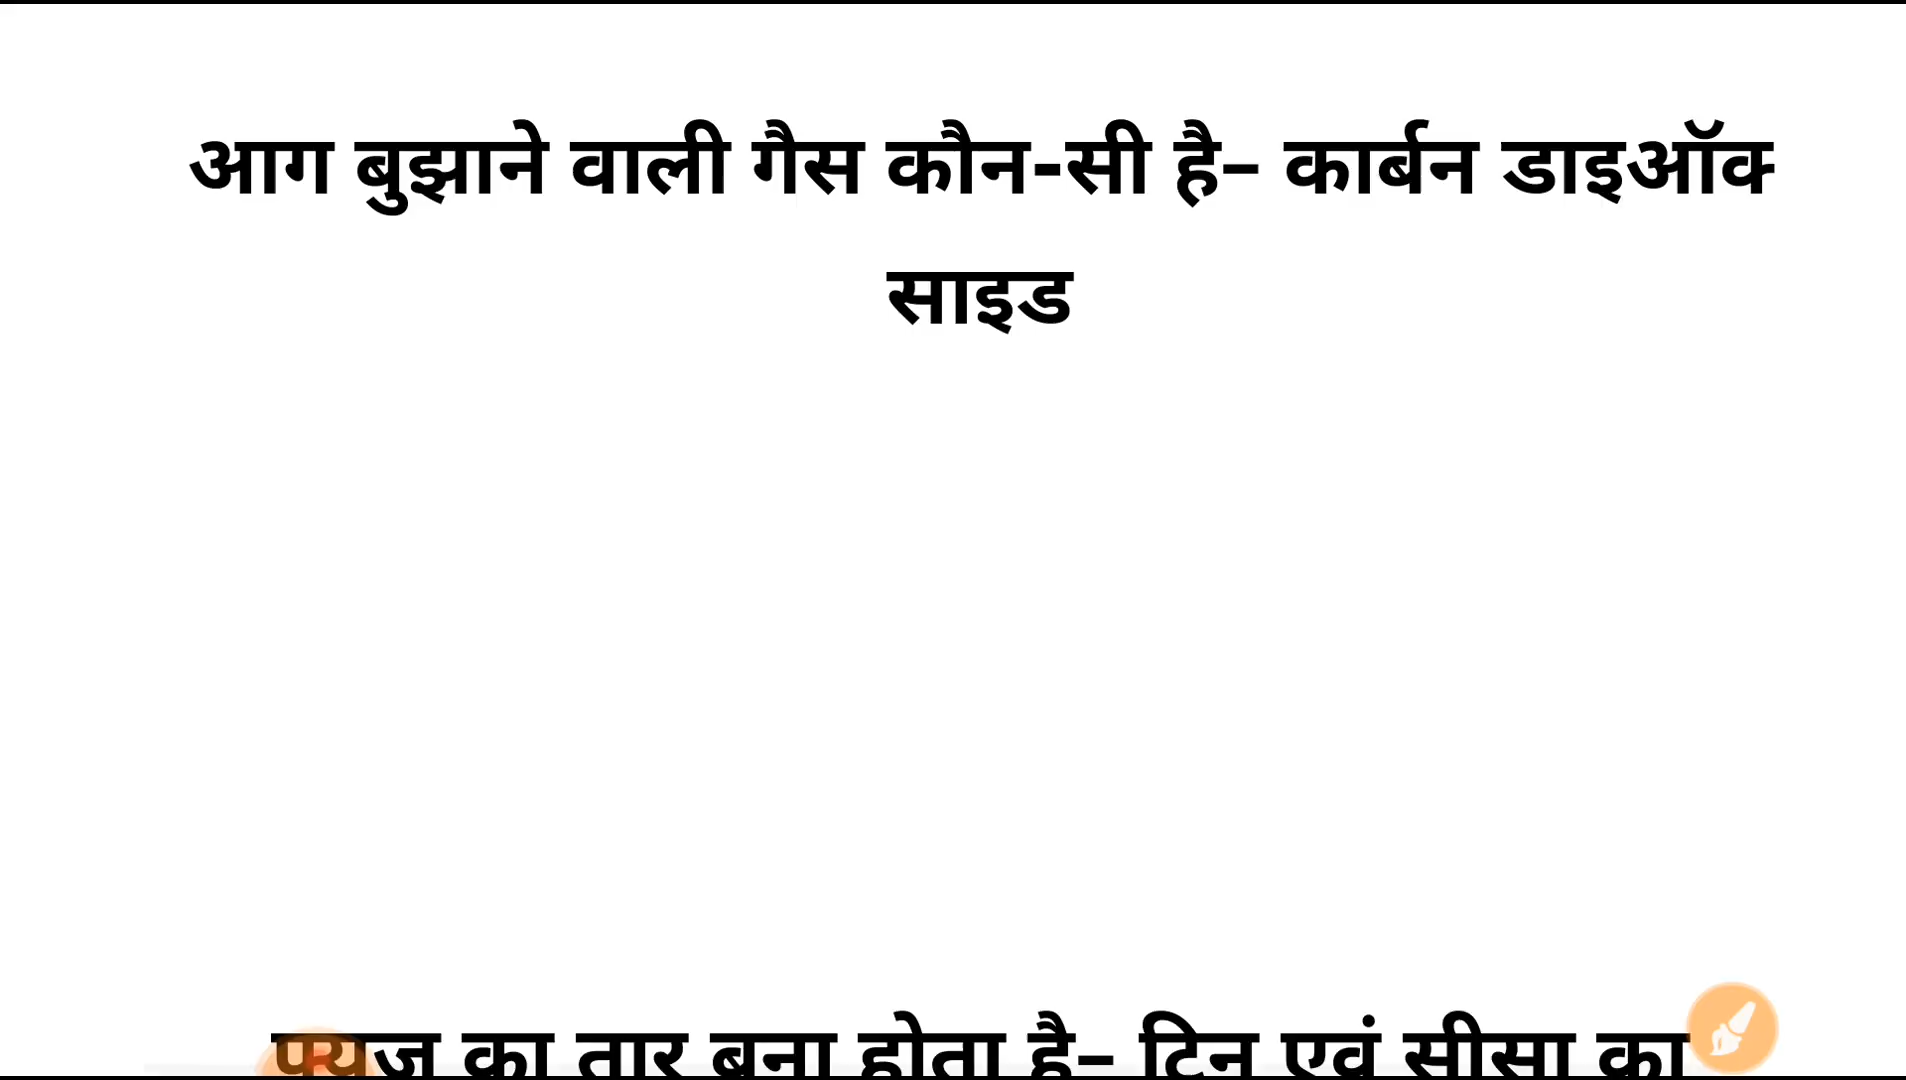 आग बुझाने वाली गैस कौन-सी है– कार्बन डाइऑक
साइड
फ्यूज का तार बना होता है– टिन एवं सीसा का